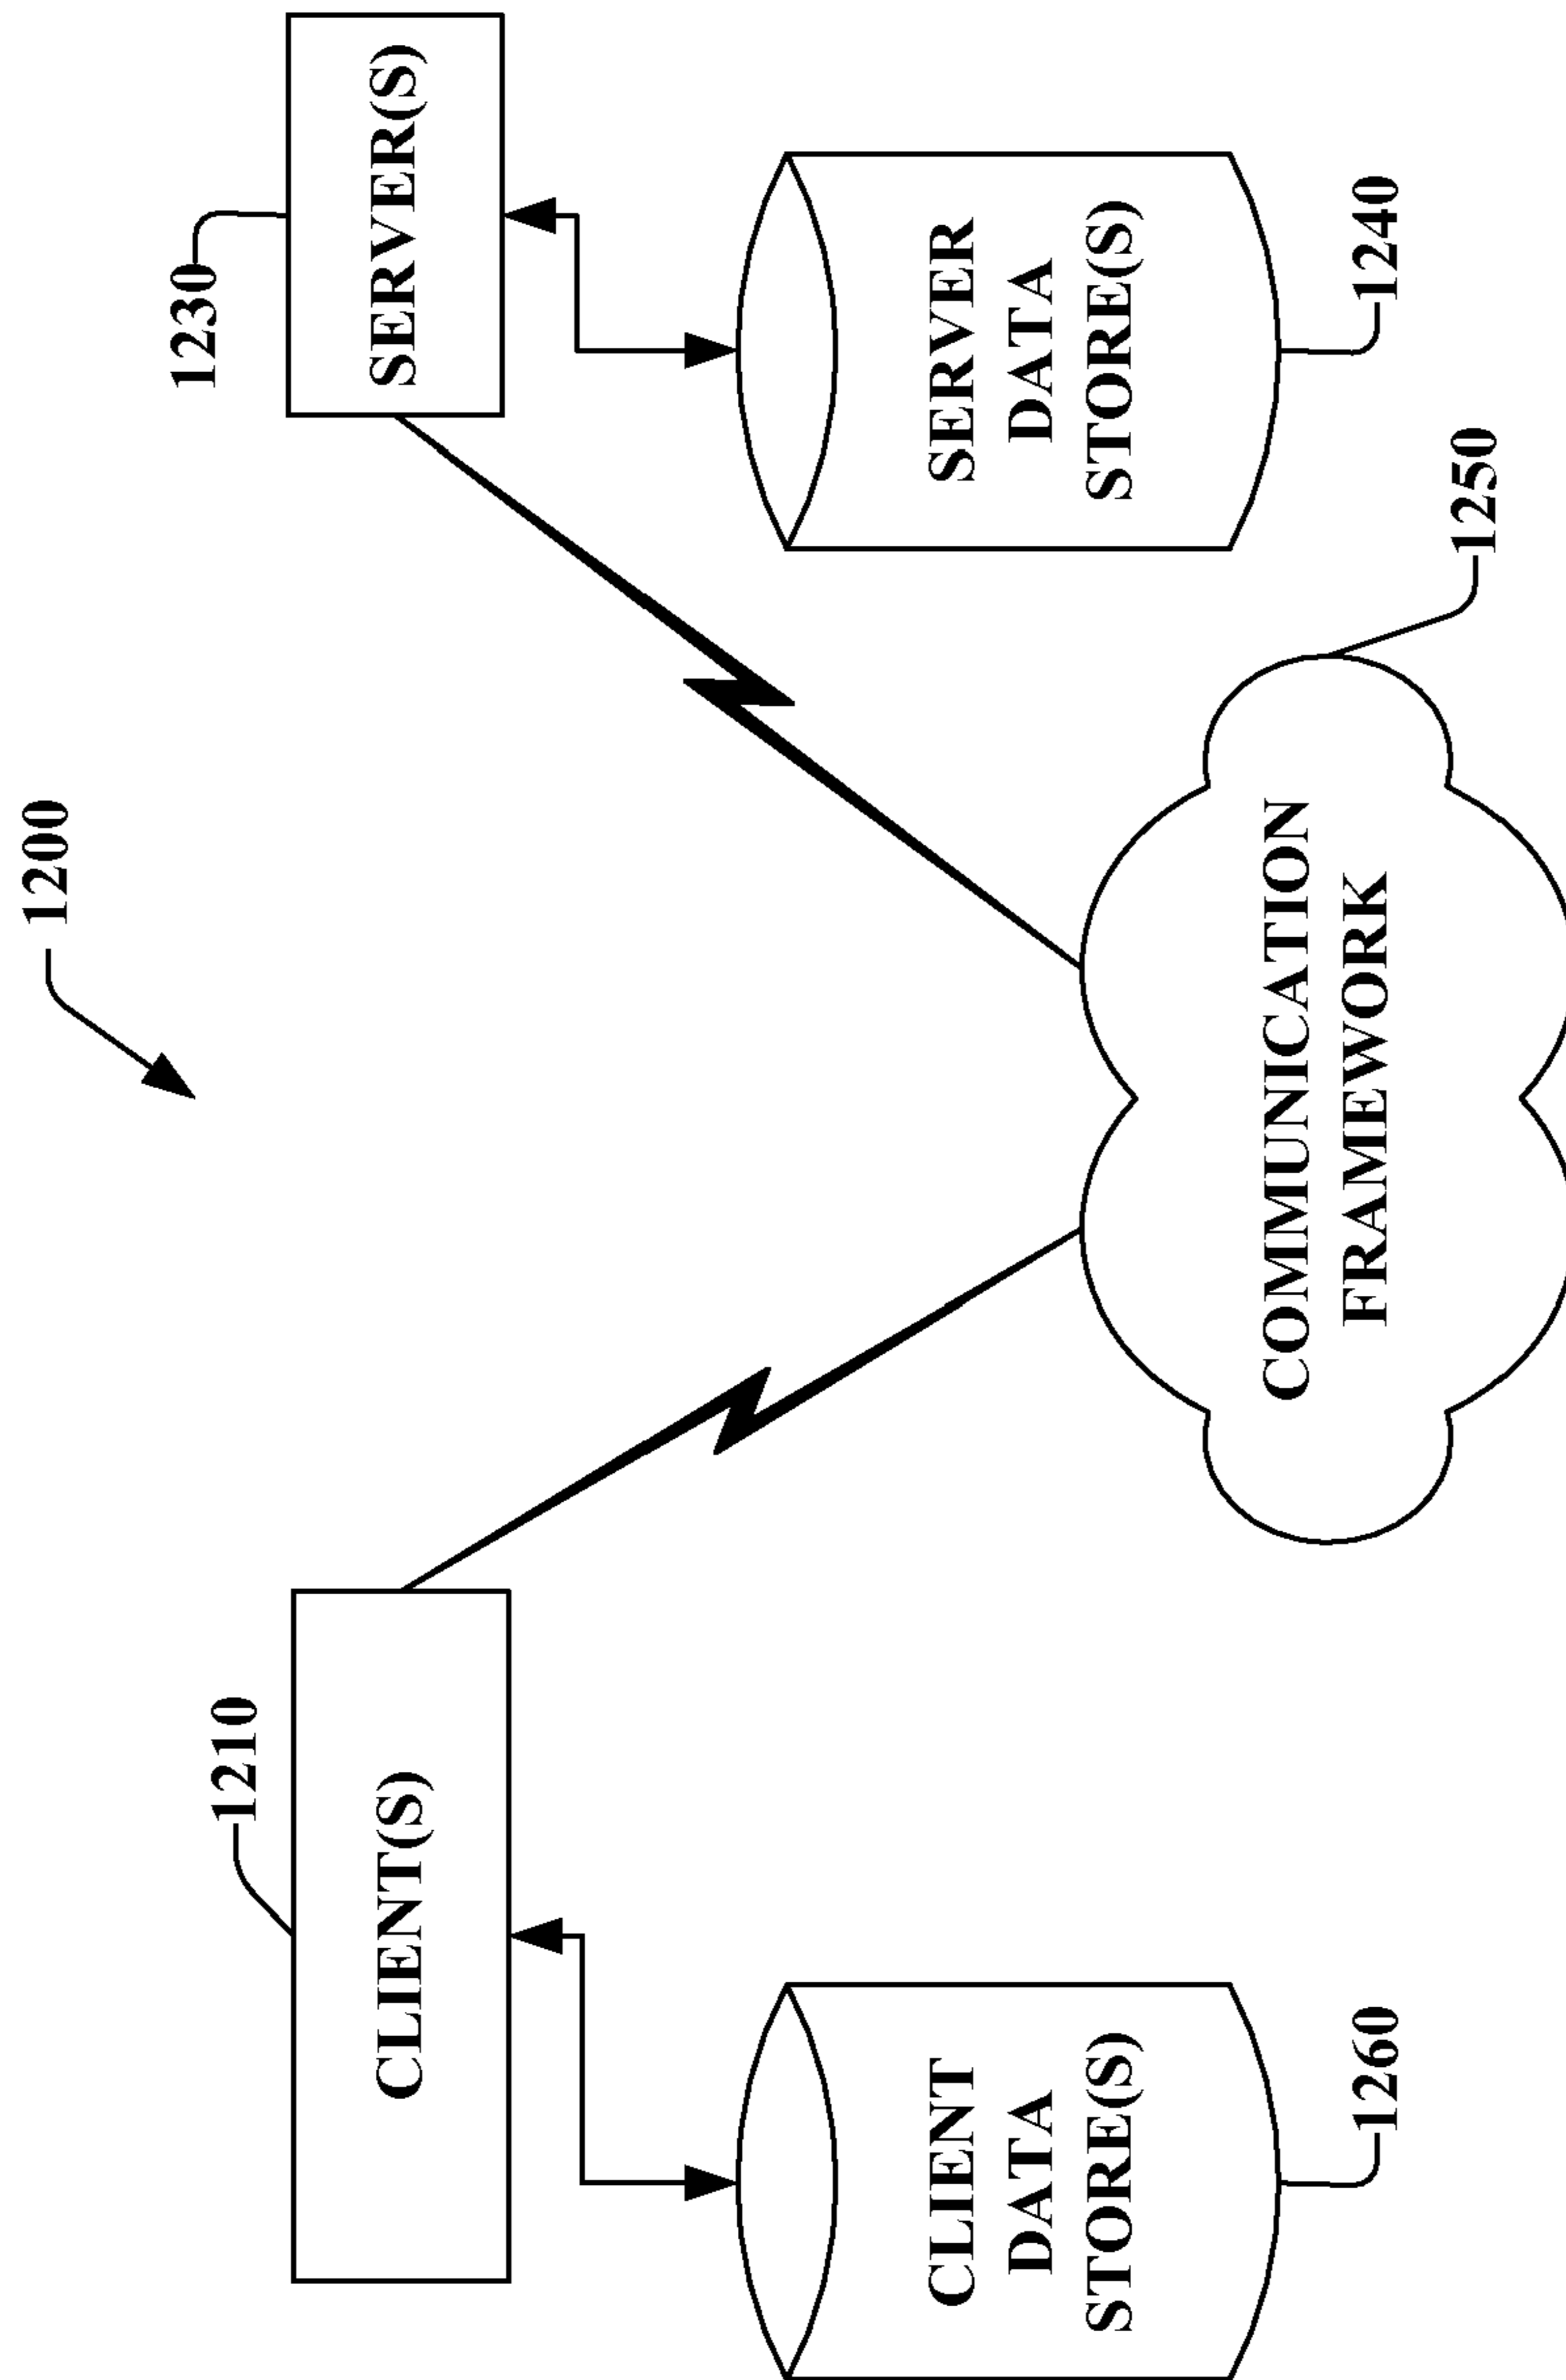 1200
1210
1230
CLIENT(S)
SERVER(S)
CLIENT
DATA
STORE(S)
SERVER
DATA
STORE(S)
COMMUNICATION
FRAMEWORK
1260
1240
1250